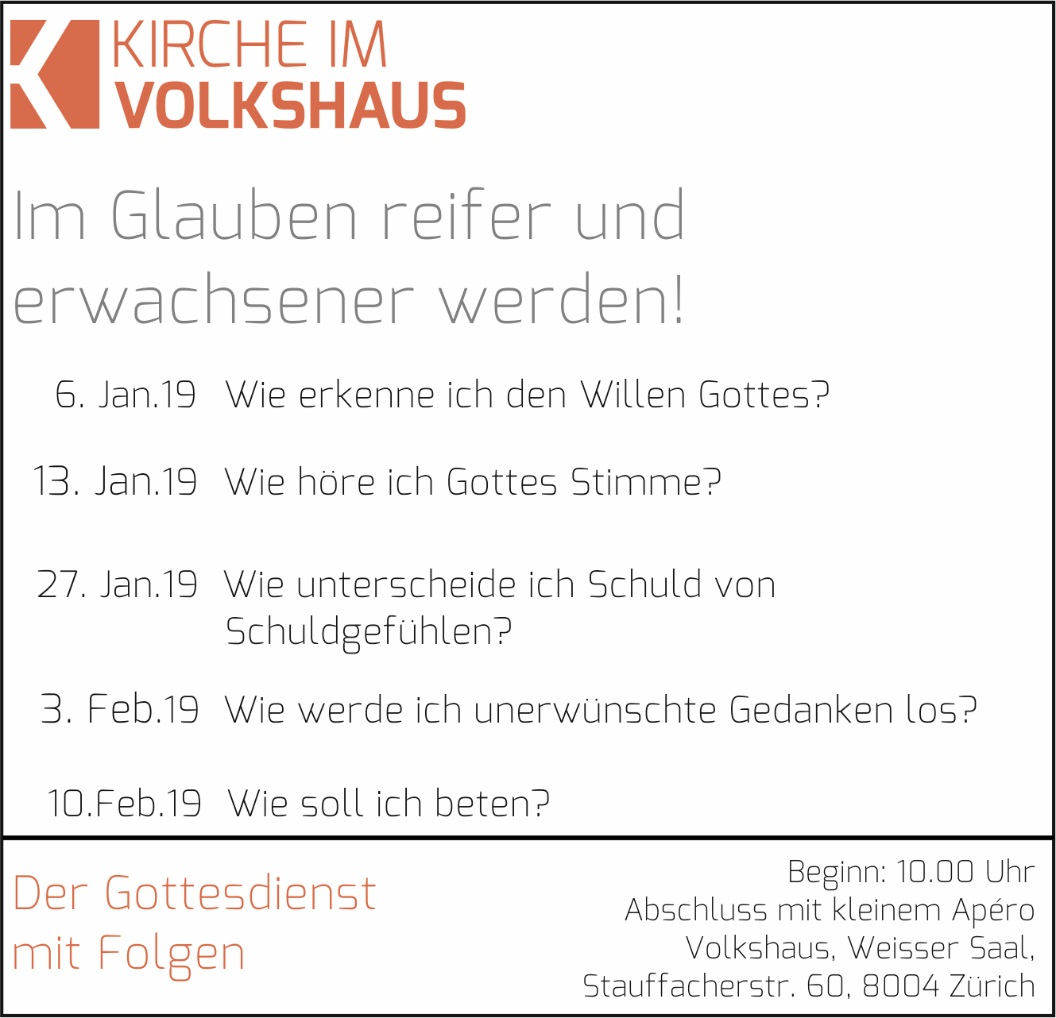 KIRCHE IM
VOLKSHAUS
Im Glauben reifer und
erwachsener werden!
6. Jan.19 Wie erkenne ich den Willen Gottes?
13. Jan.19 Wie höre ich Gottes Stimme?
27. Jan.19 Wie unterscheide ich Schuld von
Schuldgefühlen?
3. Feb.19 Wie werde ich unerwünschte Gedanken los?
10.Feb.19 Wie soll ich beten?
Der Gottesdienst
mit Folgen
Beginn: 10.00 Uhr
Abschluss mit kleinem Apéro
Volkshaus, Weisser Saal,
Stauffacherstr. 60, 8004 Zürich